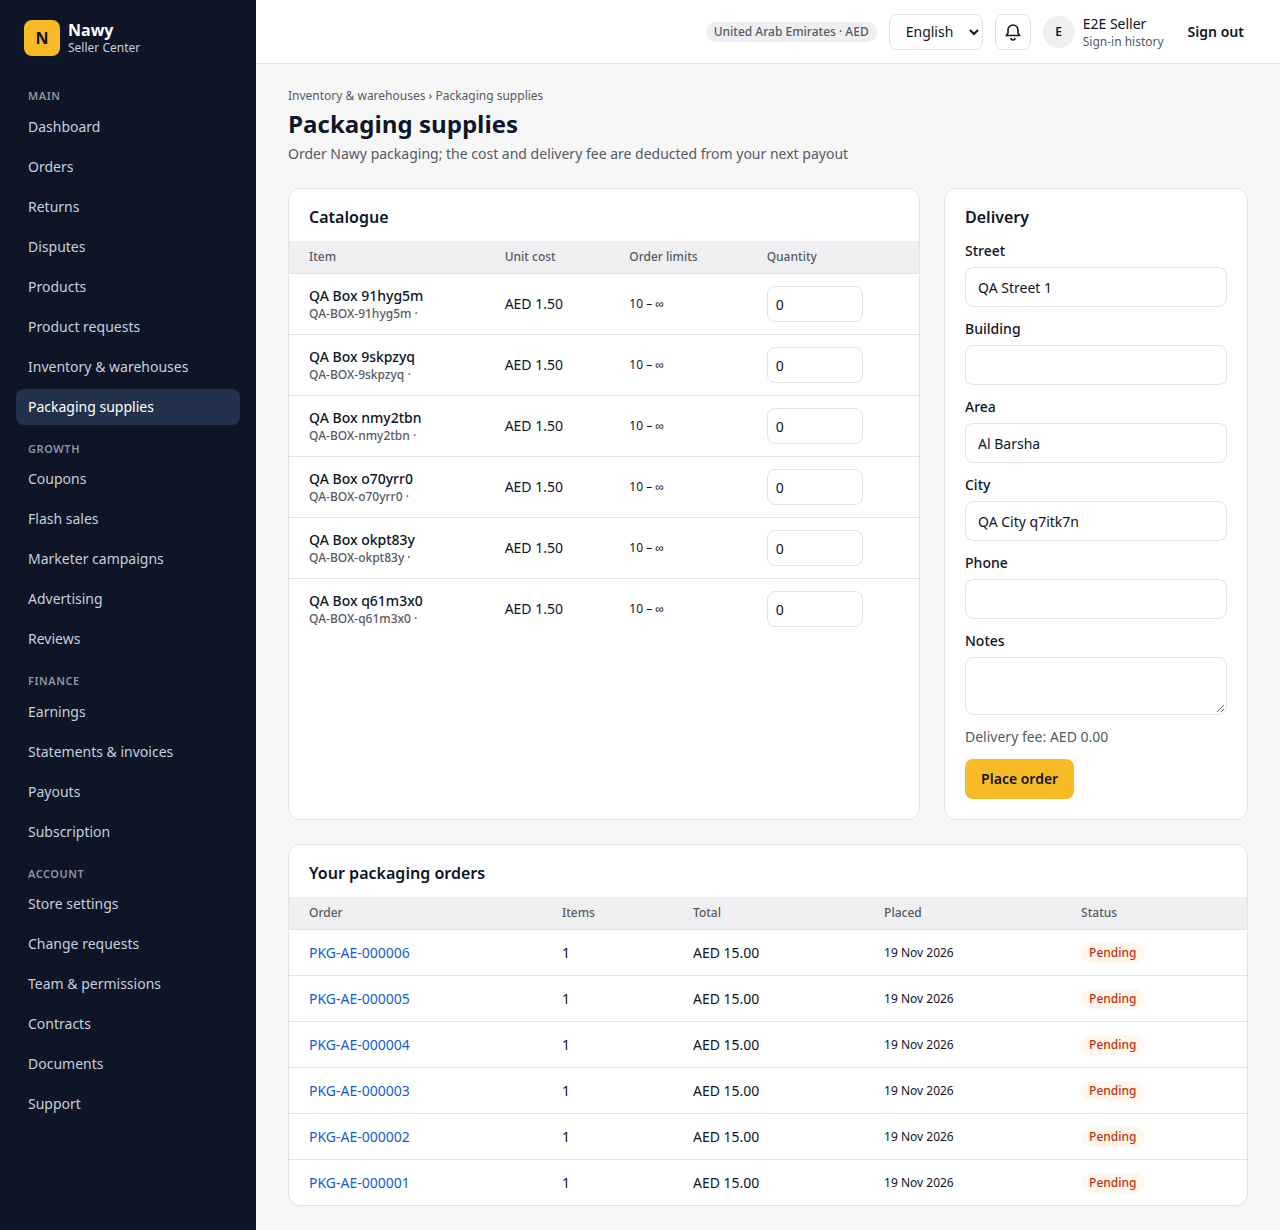 N
Nawy
Seller Center
MAIN
Dashboard
Orders
Returns
Disputes
Products
Product requests
Inventory & warehouses
Packaging supplies
GROWTH
Coupons
Flash sales
Marketer campaigns
Advertising
Reviews
FINANCE
Earnings
Statements & invoices
Payouts
Subscription
ACCOUNT
Store settings
Change requests
Team & permissions
Contracts
Documents
Support
United Arab Emirates · AED
English
E
E2E Seller
Sign-in history
Sign out
Inventory & warehouses › Packaging supplies
Packaging supplies
Order Nawy packaging; the cost and delivery fee are deducted from your next payout
Catalogue
Item Unit cost Order limits Quantity
QA Box 91hyg5m AED 1.50 10 – ∞ 0
QA-BOX-91hyg5m ·
QA Box 9skpzyq AED 1.50 10 – ∞ 0
QA-BOX-9skpzyq ·
QA Box nmy2tbn AED 1.50 10 – ∞ 0
QA-BOX-nmy2tbn ·
QA Box o70yrr0 AED 1.50 10 – ∞ 0
QA-BOX-o70yrr0 ·
QA Box okpt83y AED 1.50 10 – ∞ 0
QA-BOX-okpt83y ·
QA Box q61m3x0 AED 1.50 10 – ∞ 0
QA-BOX-q61m3x0 ·
Delivery
Street
QA Street 1
Building
Area
Al Barsha
City
QA City q7itk7n
Phone
Notes
Delivery fee: AED 0.00
Place order
Your packaging orders
Order Items Total Placed Status
PKG-AE-000006 1 AED 15.00 19 Nov 2026 Pending
PKG-AE-000005 1 AED 15.00 19 Nov 2026 Pending
PKG-AE-000004 1 AED 15.00 19 Nov 2026 Pending
PKG-AE-000003 1 AED 15.00 19 Nov 2026 Pending
PKG-AE-000002 1 AED 15.00 19 Nov 2026 Pending
PKG-AE-000001 1 AED 15.00 19 Nov 2026 Pending